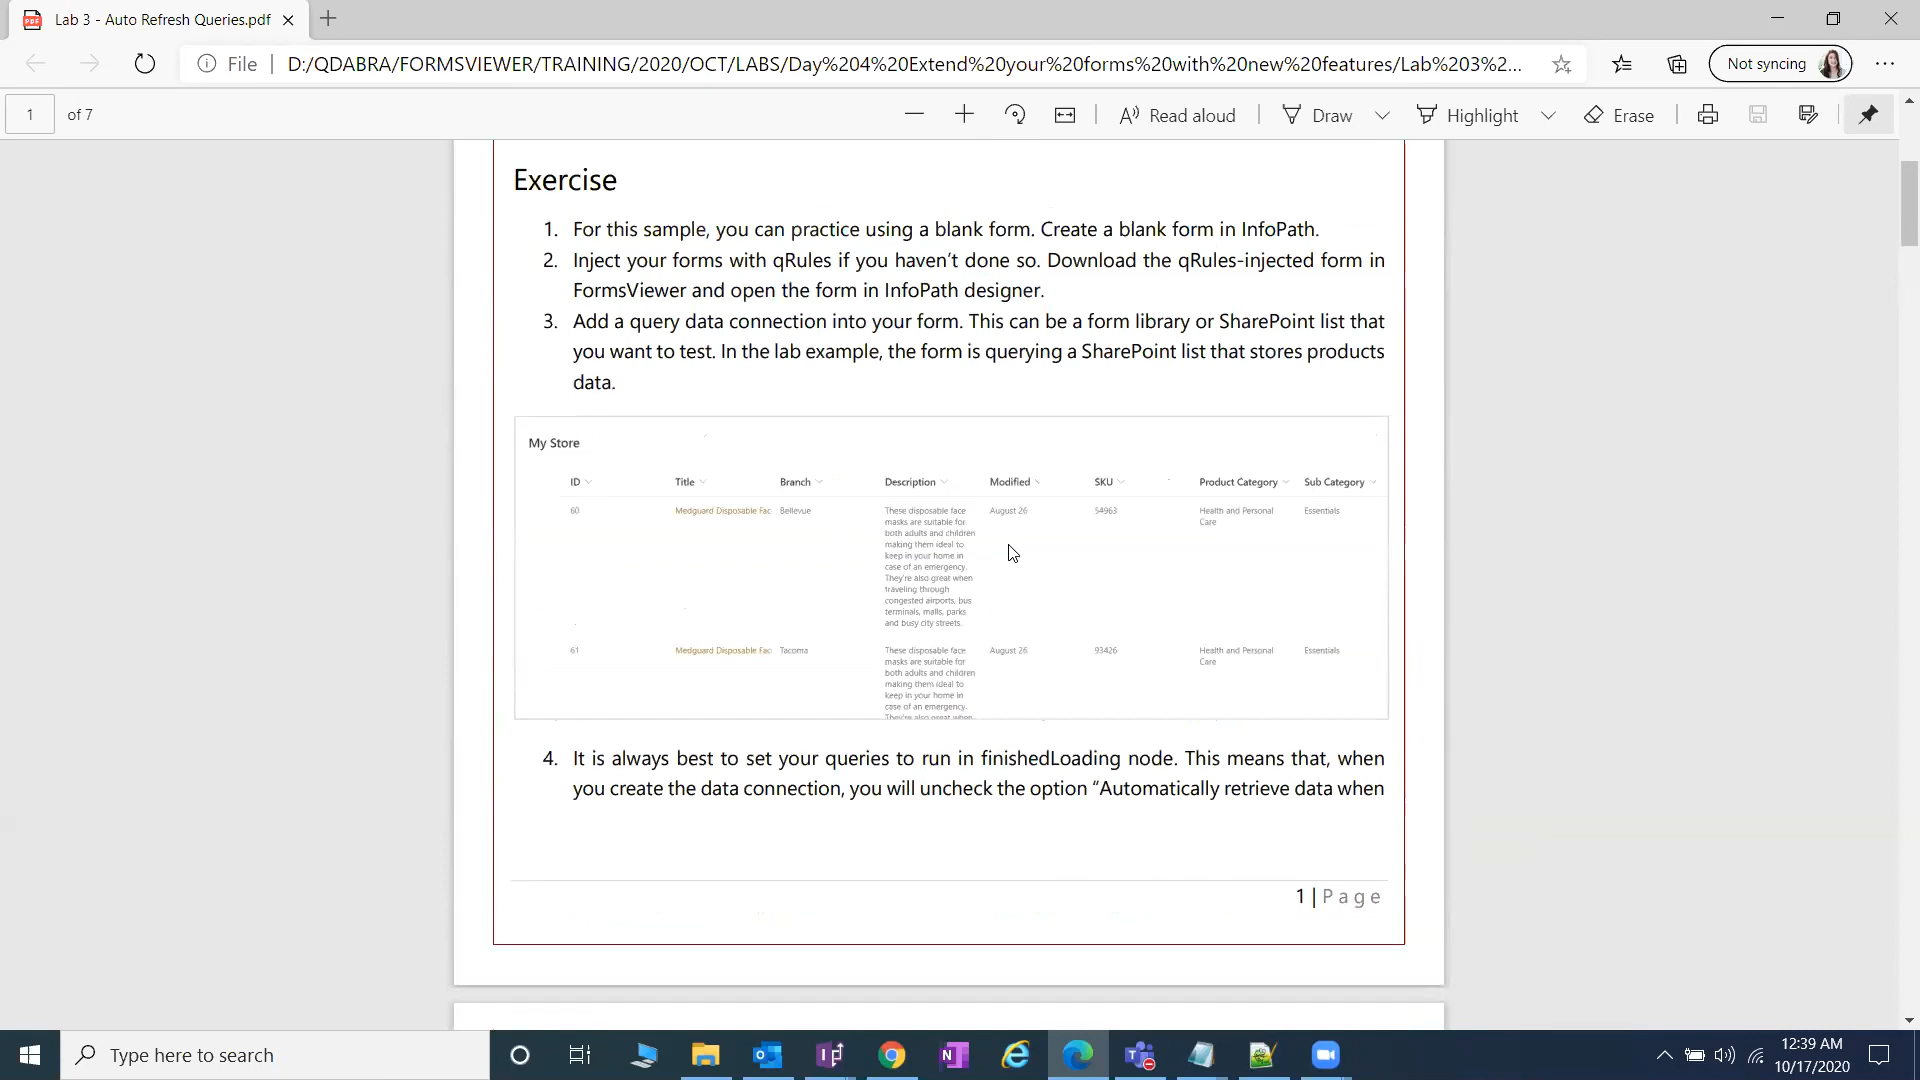 Lab 3 - Auto Refresh Queries.pdf
File
D:/QDABRA/FORMSVIEWER/TRAINING/2020/OCT/LABS/Day%204%20Extend%20your%20forms%20with%20new%20features/Lab%203%2...
Not syncing
1 of 7
Read aloud
Draw
Highlight
Erase
Exercise
1. For this sample, you can practice using a blank form. Create a blank form in InfoPath.
2. Inject your forms with qRules if you haven't done so. Download the qRules-injected form in
FormsViewer and open the form in InfoPath designer.
3. Add a query data connection into your form. This can be a form library or SharePoint list that
you want to test. In the lab example, the form is querying a SharePoint list that stores products
data.
My Store
ID Title Branch Description Modified SKU Product Category Sub Category
60 Medguard Disposable Fac Bellevue These disposable face August 26 54963 Health and Personal Essentials
masks are suitable for Care
both adults and children
making them ideal to
keep in your home in
case of an emergency.
They're also great when
traveling through
congested airports, bus
terminals, malls, parks
and busy city streets.
61 Medguard Disposable Fac Tacoma These disposable face August 26 93426 Health and Personal Essentials
masks are suitable for Care
both adults and children
making them ideal to
keep in your home in
case of an emergency.
They're also great when
4. It is always best to set your queries to run in finishedLoading node. This means that, when
you create the data connection, you will uncheck the option “Automatically retrieve data when
1 | Page
Type here to search
12:39 AM
10/17/2020